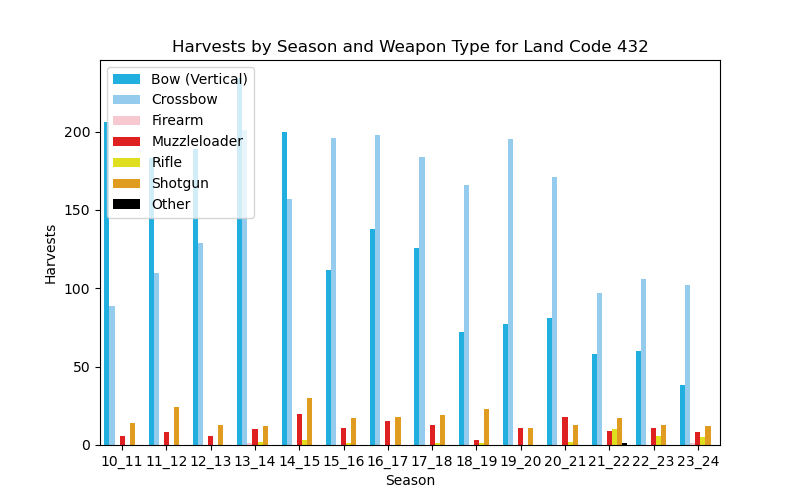 Harvests by Season and Weapon Type for Land Code 432
Bow (Vertical)
Crossbow
Firearm
Muzzleloader
Rifle
Shotgun
Other
200
150
100
50
0
Harvests
10_11 11_12 12_13 13_14 14_15 15_16 16_17 17_18 18_19 19_20 20_21 21_22 22_23 23_24
Season